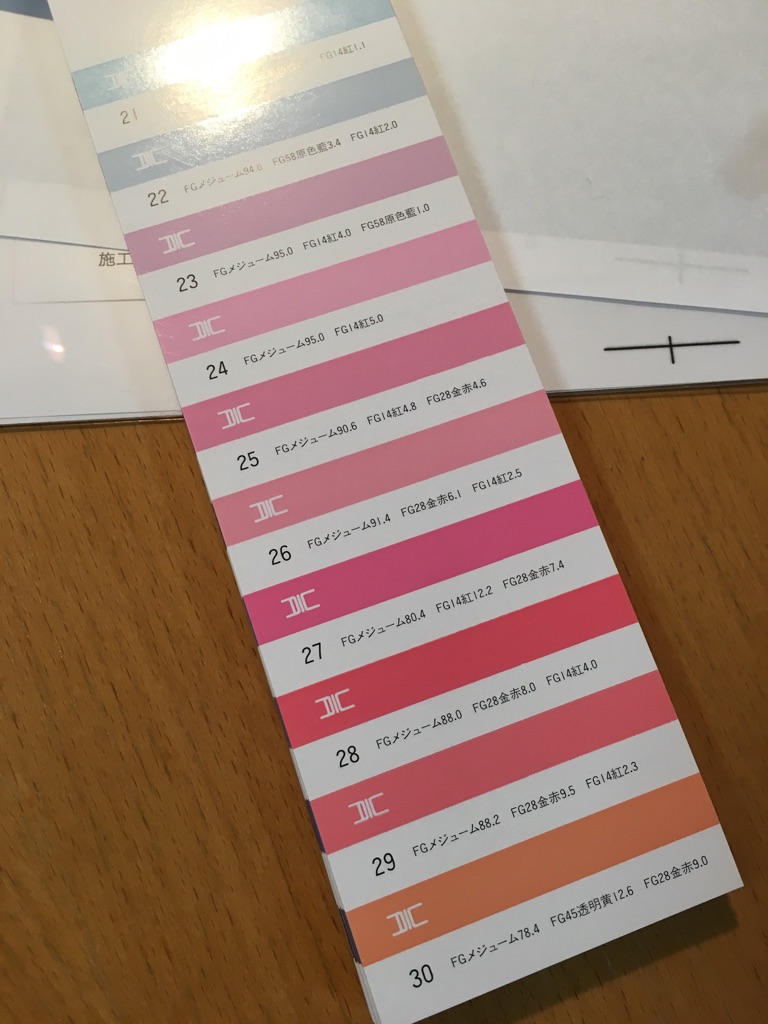 DIC
FG14紅1.1
21
DIC
22 FGメジューム94.6 FG58原色藍3.4 FG14紅2.0
DIC
23 FGメジューム95.0 FG14紅4.0 FG58原色藍1.0
DIC
24 FGメジューム95.0 FG14紅5.0
DIC
25 FGメジューム90.6 FG14紅4.8 FG28金赤4.6
DIC
26 FGメジューム91.4 FG28金赤6.1 FG14紅2.5
DIC
27 FGメジューム80.4 FG14紅12.2 FG28金赤7.4
DIC
28 FGメジューム88.0 FG28金赤8.0 FG14紅4.0
DIC
29 FGメジューム88.2 FG28金赤9.5 FG14紅2.3
DIC
30 FGメジューム78.4 FG45透明黄12.6 FG28金赤9.0
施工